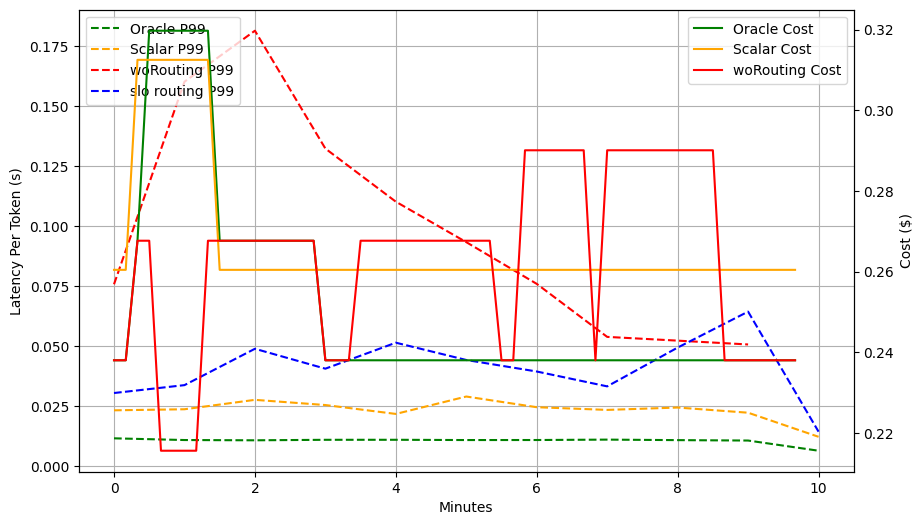 Oracle P99
Scalar P99
woRouting P99
slo routing P99
Oracle Cost
Scalar Cost
woRouting Cost
0.175
0.150
0.125
0.100
0.075
0.050
0.025
0.000
Latency Per Token (s)
0.32
0.30
0.28
0.26
0.24
0.22
Cost ($)
0 2 4 6 8 10
Minutes